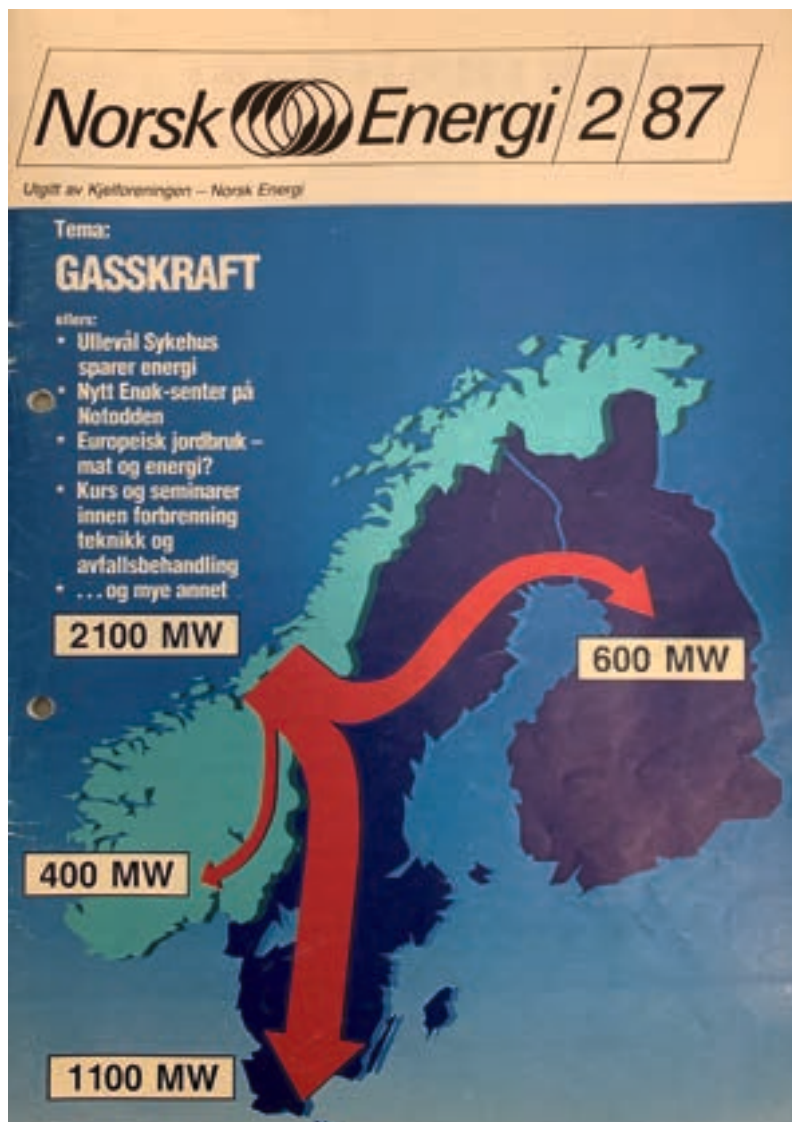 Norsk Energi 2 87
Utgitt av Kjelforeningen – Norsk Energi
Tema:
GASSKRAFT
ellers:
* Ullevål Sykehus
sparer energi
* Nytt Enøk-senter på
Notodden
* Europeisk jordbruk –
mat og energi?
* Kurs og seminarer
innen forbrenning
teknikk og
avfallsbehandling
* ...og mye annet
2100 MW
600 MW
400 MW
1100 MW